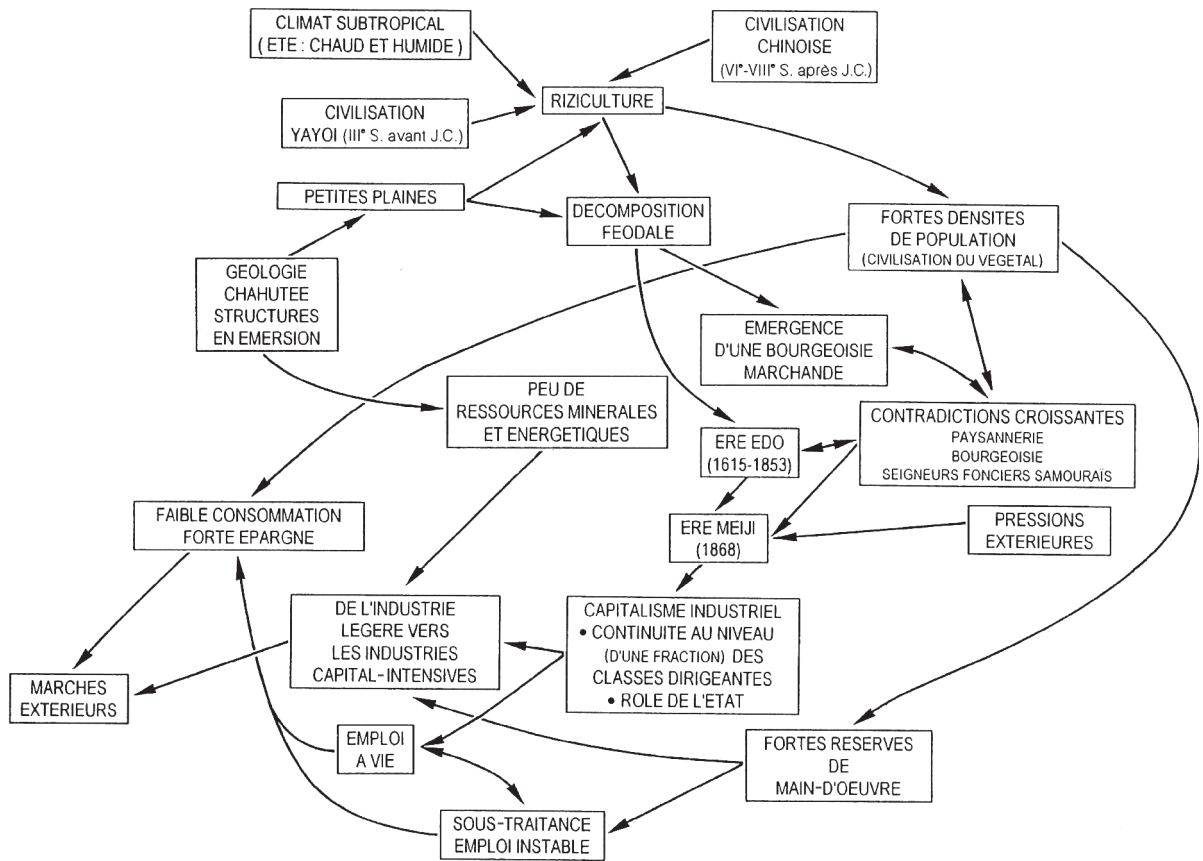 CLIMAT SUBTROPICAL
( ETE : CHAUD ET HUMIDE )
CIVILISATION
CHINOISE
(VI°-VIII° S. après J.C.)
RIZICULTURE
CIVILISATION
YAYOI (III° S. avant J.C.)
PETITES PLAINES
DECOMPOSITION
FEODALE
FORTES DENSITES
DE POPULATION
(CIVILISATION DU VEGETAL)
GEOLOGIE
CHAHUTEE
STRUCTURES
EN EMERSION
EMERGENCE
D'UNE BOURGEOISIE
MARCHANDE
PEU DE
RESSOURCES MINERALES
ET ENERGETIQUES
CONTRADICTIONS CROISSANTES
PAYSANNERIE
BOURGEOISIE
SEIGNEURS FONCIERS SAMOURAÏS
ERE EDO
(1615-1853)
FAIBLE CONSOMMATION
FORTE EPARGNE
ERE MEIJI
(1868)
PRESSIONS
EXTERIEURES
DE L'INDUSTRIE
LEGERE VERS
LES INDUSTRIES
CAPITAL-INTENSIVES
CAPITALISME INDUSTRIEL
• CONTINUITE AU NIVEAU
(D'UNE FRACTION) DES
CLASSES DIRIGEANTES
• ROLE DE L'ETAT
MARCHES
EXTERIEURS
EMPLOI
A VIE
FORTES RESERVES
DE
MAIN-D'OEUVRE
SOUS-TRAITANCE
EMPLOI INSTABLE